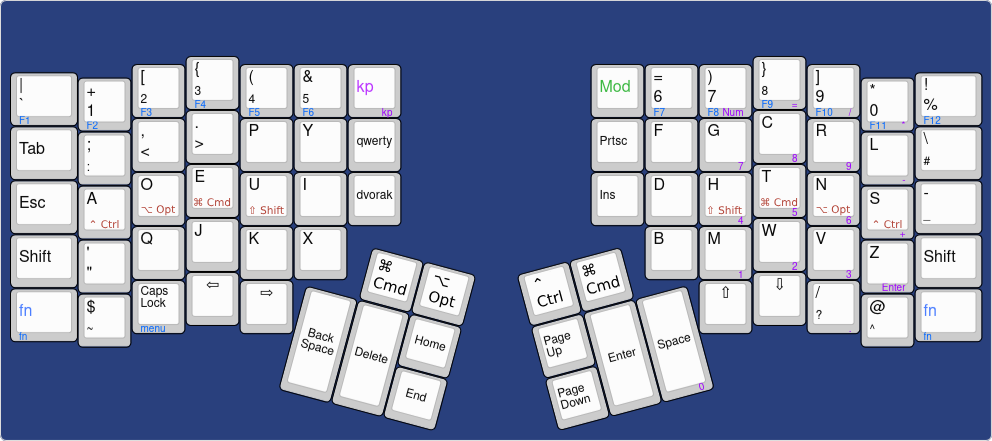 |
`
F1
+
1
F2
[
2
F3
{
3
F4
(
4
F5
&
5
F6
kp
kp
Tab
;
:
,
<
.
>
P
Y
qwerty
Esc
A
⌃ Ctrl
O
⌥ Opt
E
⌘ Cmd
U
⇧ Shift
I
dvorak
Shift
'
"
Q
J
K
X
fn
fn
$
~
Caps
Lock
menu
⇦
⇨
⌘
Cmd
⌥
Opt
Back
Space
Delete
Home
End
Mod
=
6
F7
)
7
F8 Num
}
8
F9 =
]
9
F10 /
*
0
F11 *
!
%
F12
Prtsc
F
G
7
C
8
R
9
L
-
\
#
Ins
D
H
⇧ Shift
4
T
⌘ Cmd
5
N
⌥ Opt
6
S
⌃ Ctrl
+
-
_
B
M
1
W
2
V
3
Z
Enter
Shift
⇧
⇩
/
?
.
@
^
fn
fn
⌃
Ctrl
⌘
Cmd
Page
Up
Enter
Space
0
Page
Down